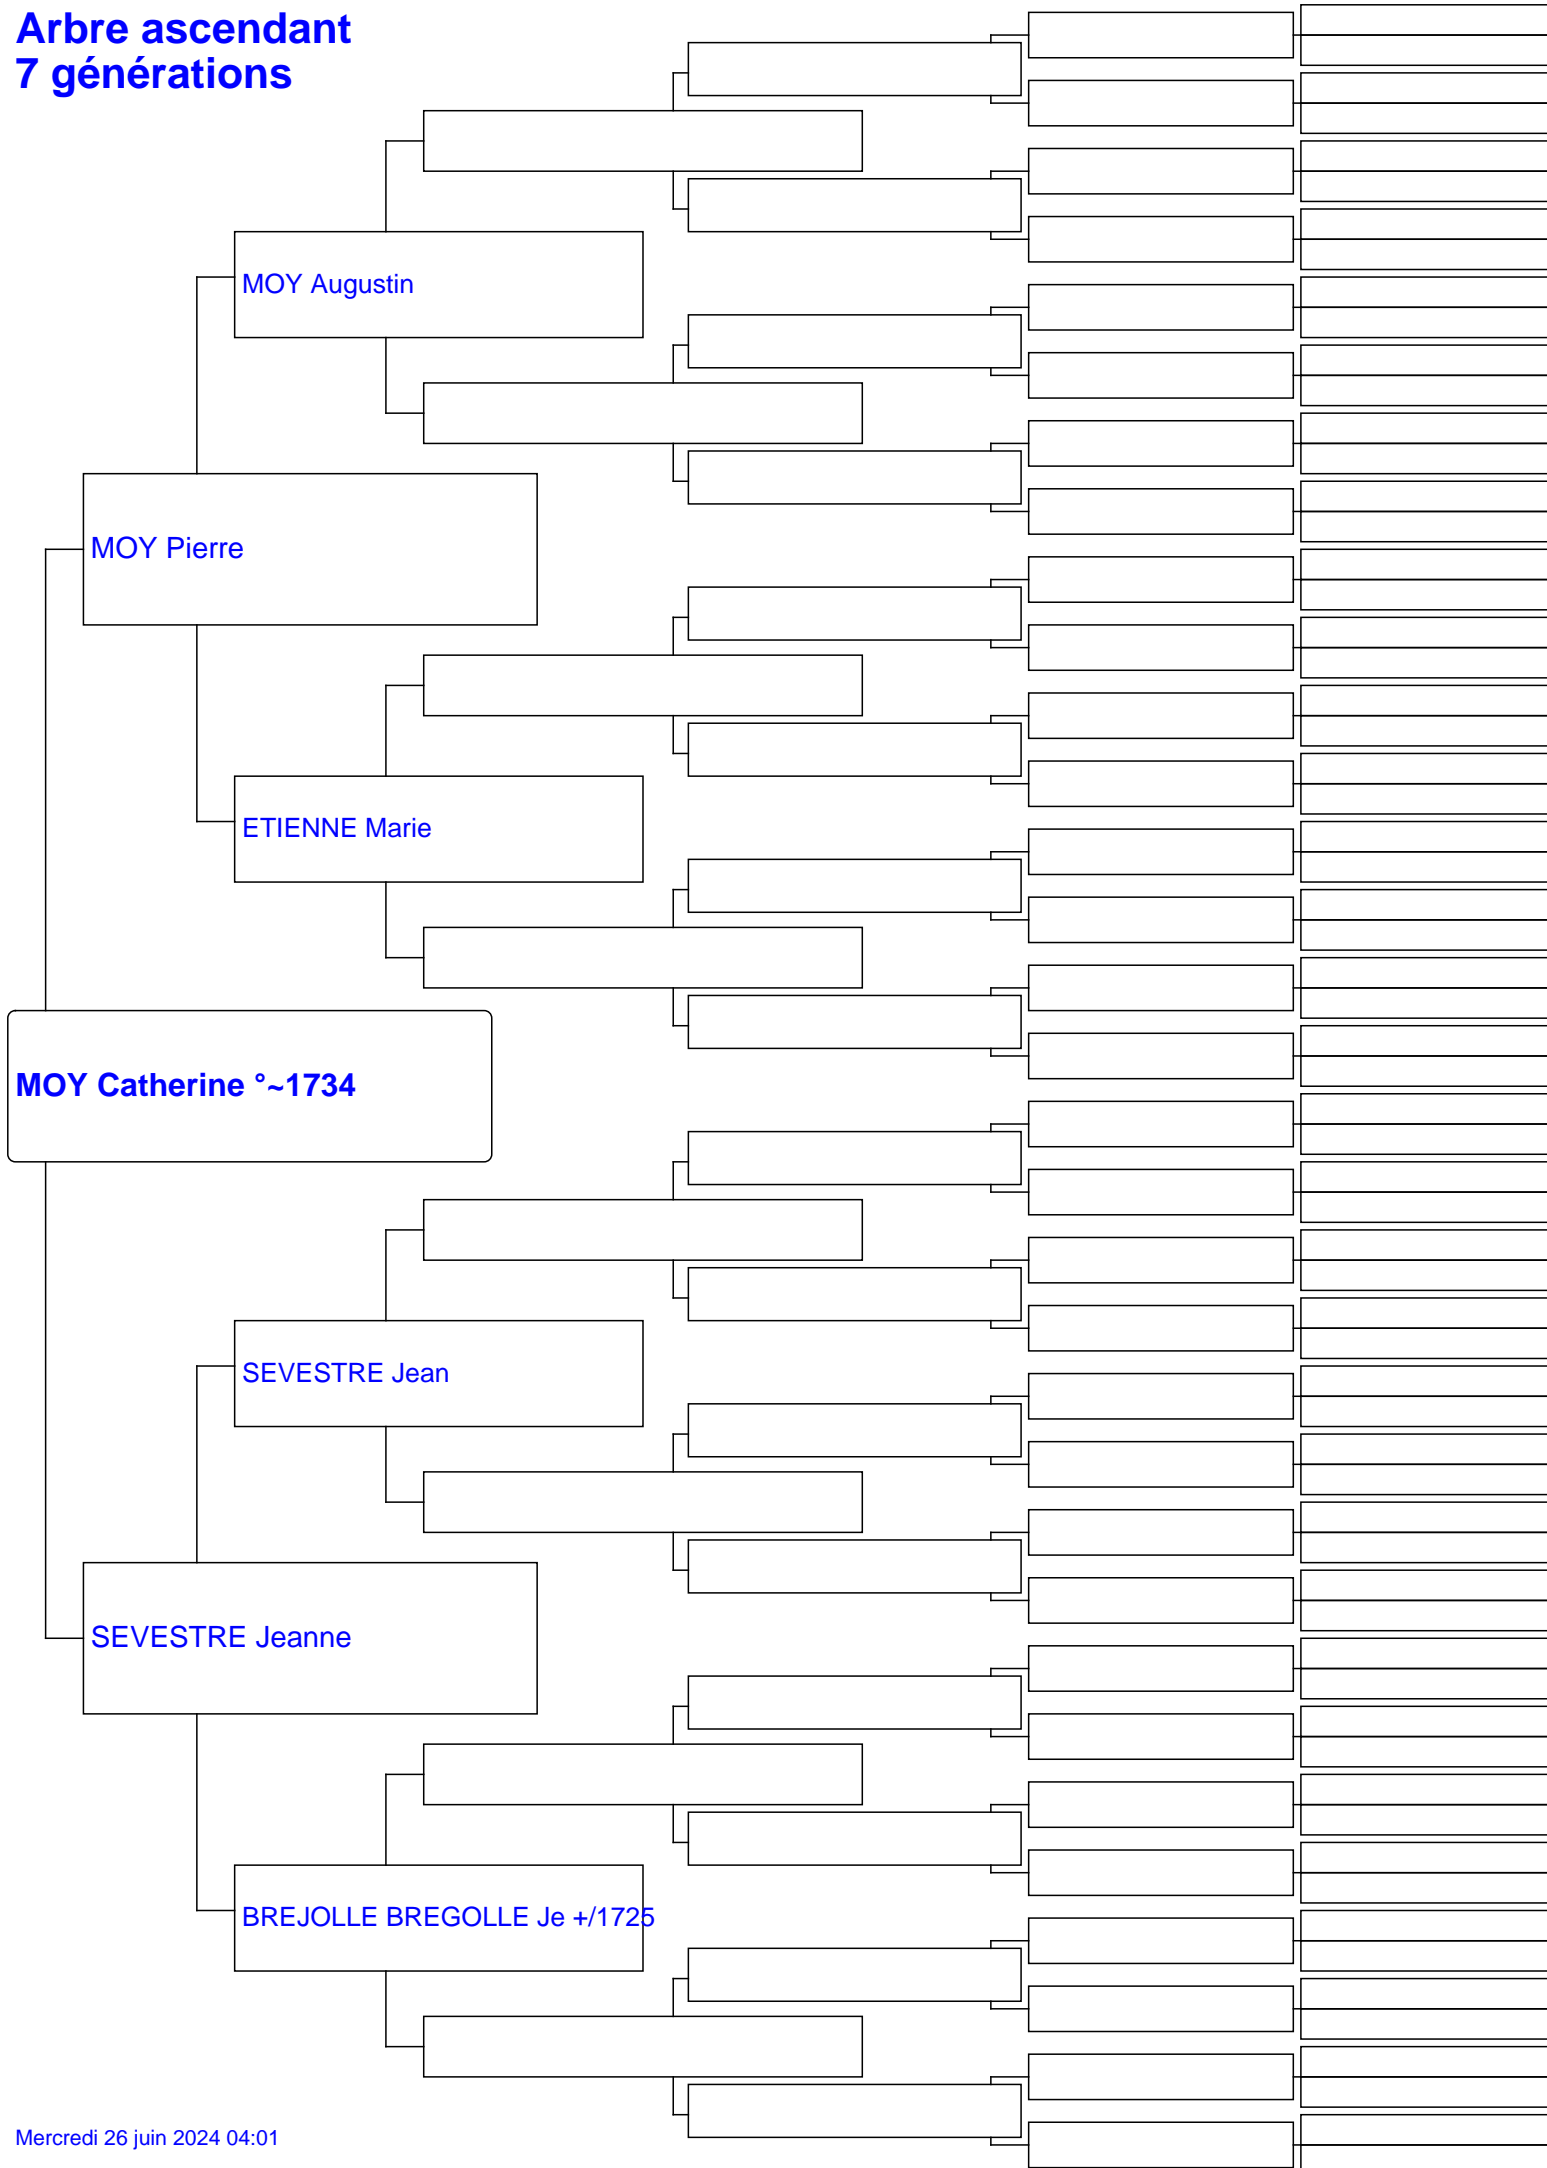 Arbre ascendant
7 générations
MOY Augustin
MOY Pierre
ETIENNE Marie
MOY Catherine °~1734
SEVESTRE Jean
SEVESTRE Jeanne
BREJOLLE BREGOLLE Je +/1725
Mercredi 26 juin 2024 04:01